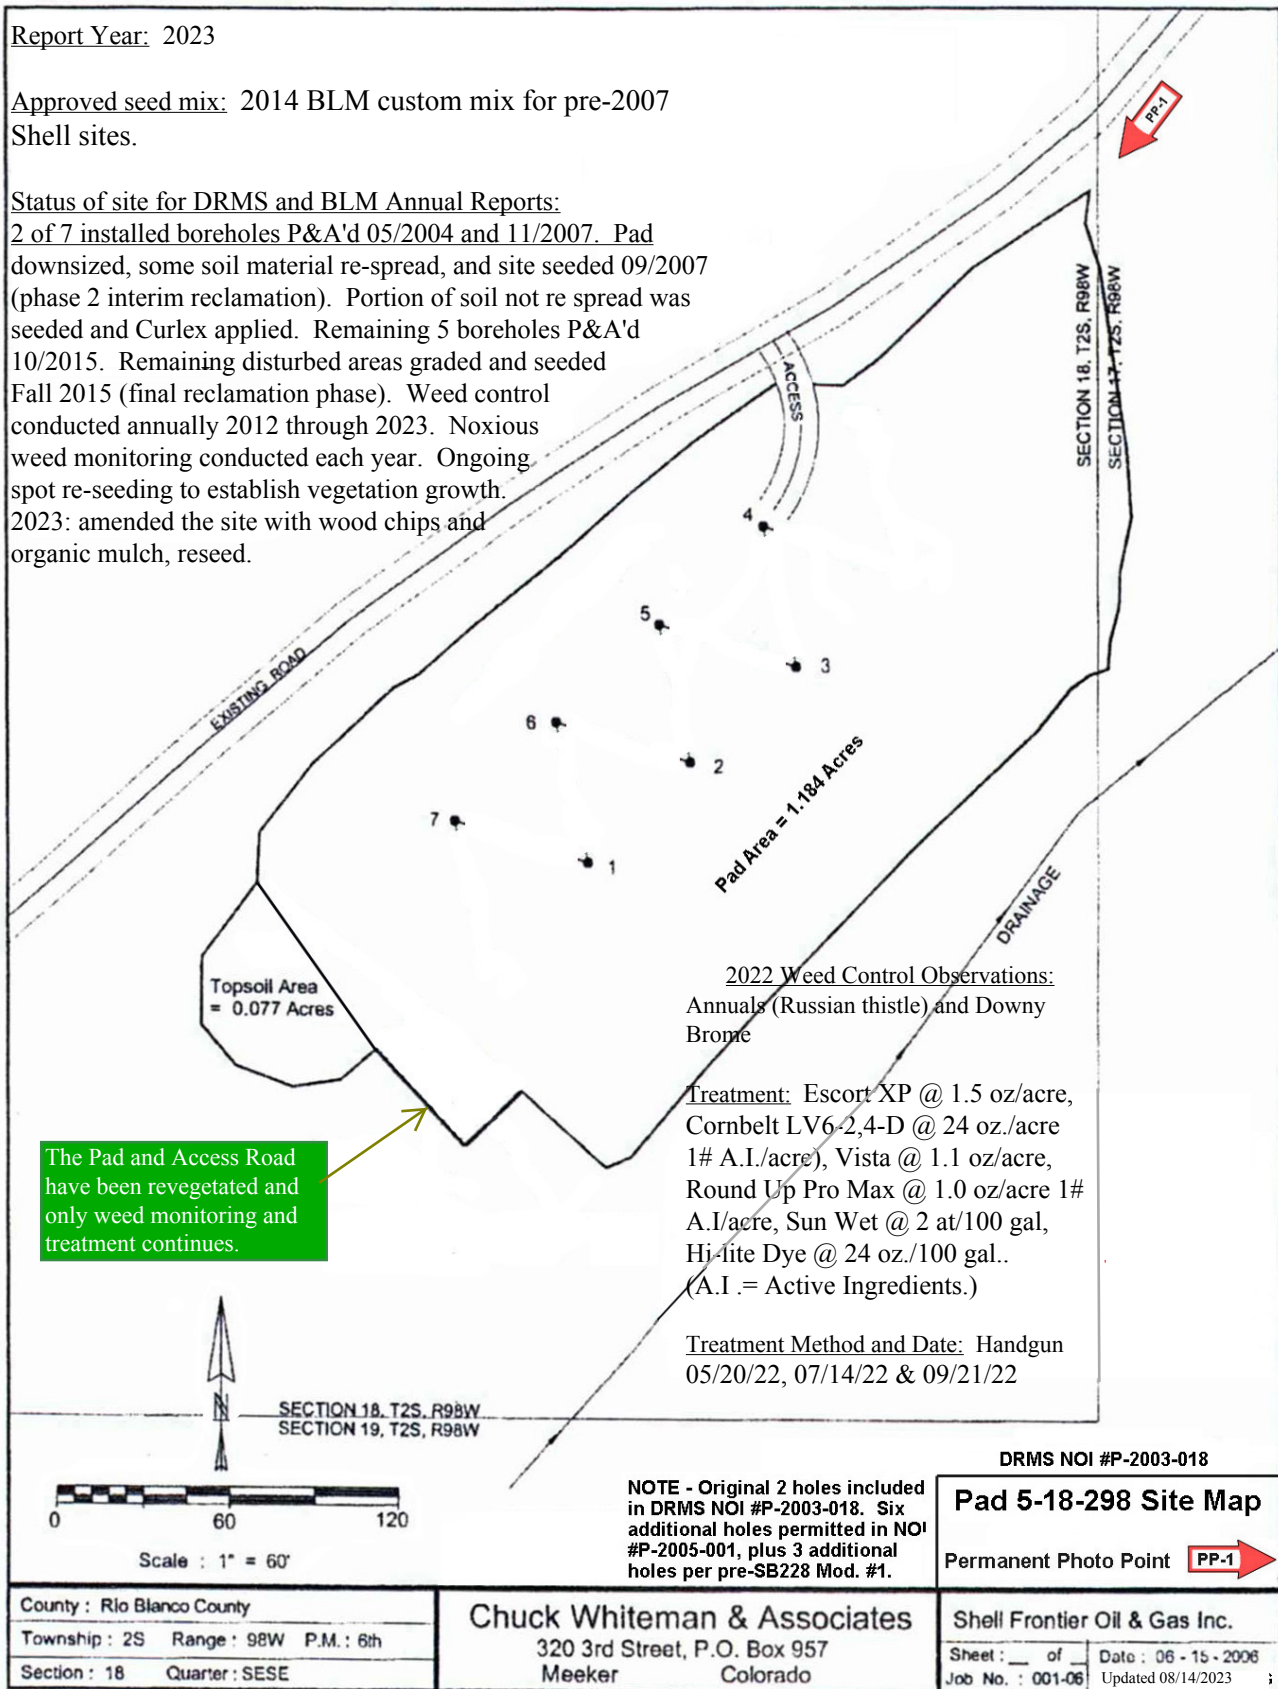 Report Year: 2023
Approved seed mix: 2014 BLM custom mix for pre-2007
Shell sites.
Status of site for DRMS and BLM Annual Reports:
2 of 7 installed boreholes P&A'd 05/2004 and 11/2007. Pad
downsized, some soil material re-spread, and site seeded 09/2007
(phase 2 interim reclamation). Portion of soil not re spread was
seeded and Curlex applied. Remaining 5 boreholes P&A'd
10/2015. Remaining disturbed areas graded and seeded
Fall 2015 (final reclamation phase). Weed control
conducted annually 2012 through 2023. Noxious
weed monitoring conducted each year. Ongoing
spot re-seeding to establish vegetation growth.
2023: amended the site with wood chips and
organic mulch, reseed.
PP-1
SECTION 18, T2S, R98W
SECTION 17, T2S, R98W
ACCESS
EXISTING ROAD
4
5
3
6
2
7
1
Pad Area = 1.184 Acres
DRAINAGE
Topsoil Area
= 0.077 Acres
2022 Weed Control Observations:
Annuals (Russian thistle) and Downy
Brome
Treatment: Escort XP @ 1.5 oz/acre,
Cornbelt LV6-2,4-D @ 24 oz./acre
1# A.I./acre), Vista @ 1.1 oz/acre,
Round Up Pro Max @ 1.0 oz/acre 1#
A.I/acre, Sun Wet @ 2 at/100 gal,
Hi-lite Dye @ 24 oz./100 gal..
(A.I .= Active Ingredients.)
Treatment Method and Date: Handgun
05/20/22, 07/14/22 & 09/21/22
The Pad and Access Road
have been revegetated and
only weed monitoring and
treatment continues.
N
SECTION 18, T2S, R98W
SECTION 19, T2S, R98W
0 60 120
Scale : 1" = 60'
NOTE - Original 2 holes included
in DRMS NOI #P-2003-018. Six
additional holes permitted in NOI
#P-2005-001, plus 3 additional
holes per pre-SB228 Mod. #1.
DRMS NOI #P-2003-018
Pad 5-18-298 Site Map
Permanent Photo Point PP-1
County : Rio Blanco County
Township : 2S Range : 98W P.M. : 6th
Section : 18 Quarter : SESE
Chuck Whiteman & Associates
320 3rd Street, P.O. Box 957
Meeker Colorado
Shell Frontier Oil & Gas Inc.
Sheet : __ of __ Date : 06 - 15 - 2006
Job No. : 001-06 Updated 08/14/2023